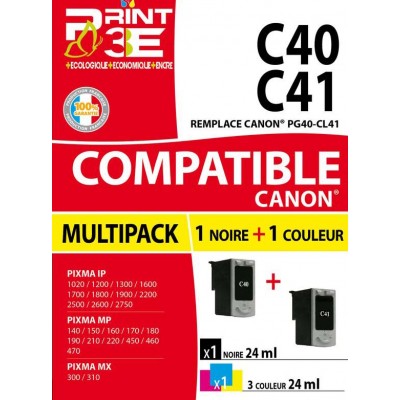 PRINT
3E
+ECOLOGIQUE+ECONOMIQUE+ENCRE
C40
C41
REMPLACE CANON® PG40-CL41
100%
GARANTIE
COMPATIBLE
CANON®
MULTIPACK
1 NOIRE + 1 COULEUR
PIXMA IP
1020 / 1200 / 1300 / 1600
1700 / 1800 / 1900 / 2200
2500 / 2600 / 2750
PIXMA MP
140 / 150 / 160 / 170 / 180
190 / 210 / 220 / 450 / 460
470
PIXMA MX
300 / 310
C40
+
C41
x1 NOIRE 24 ml
x1 3 COULEUR 24 ml